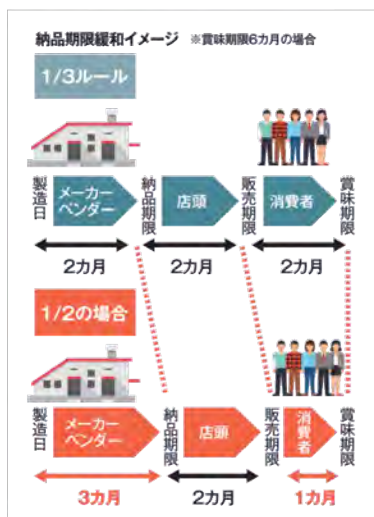 納品期限緩和イメージ ※賞味期限6カ月の場合
1/3ルール
製造日
メーカー
ベンダー
納品期限
店頭
販売期限
消費者
賞味期限
2カ月
2カ月
2カ月
1/2の場合
製造日
メーカー
ベンダー
納品期限
店頭
販売期限
消費者
賞味期限
3カ月
2カ月
1カ月